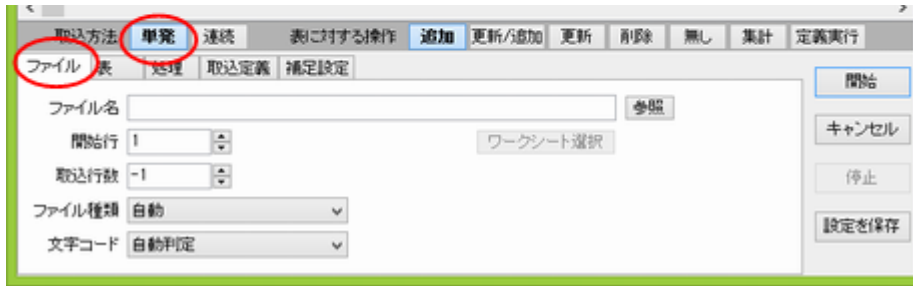 取込方法 単発 連続 表に対する操作 追加 更新/追加 更新 削除 無し 集計 定義実行
ファイル 表 処理 取込定義 補足設定
開始
ファイル名 参照
キャンセル
開始行 1 ワークシート選択
取込行数 -1
停止
ファイル種類 自動
設定を保存
文字コード 自動判定